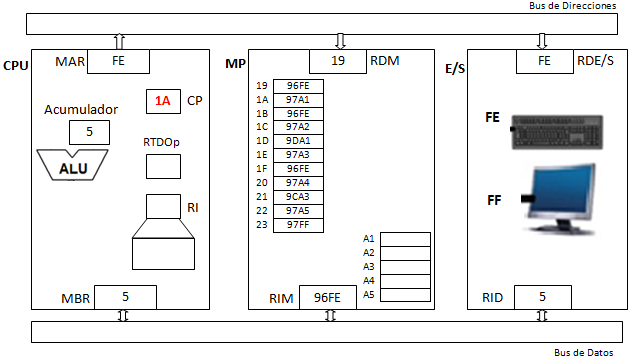 Bus de Direcciones
CPU
MAR
FE
MP
19
RDM
E/S
FE
RDE/S
1A
CP
Acumulador
5
ALU
RTDOp
RI
19 96FE
1A 97A1
1B 96FE
1C 97A2
1D 9DA1
1E 97A3
1F 96FE
20 97A4
21 9CA3
22 97A5
23 97FF
A1
A2
A3
A4
A5
FE
FF
MBR
5
RIM
96FE
RID
5
Bus de Datos